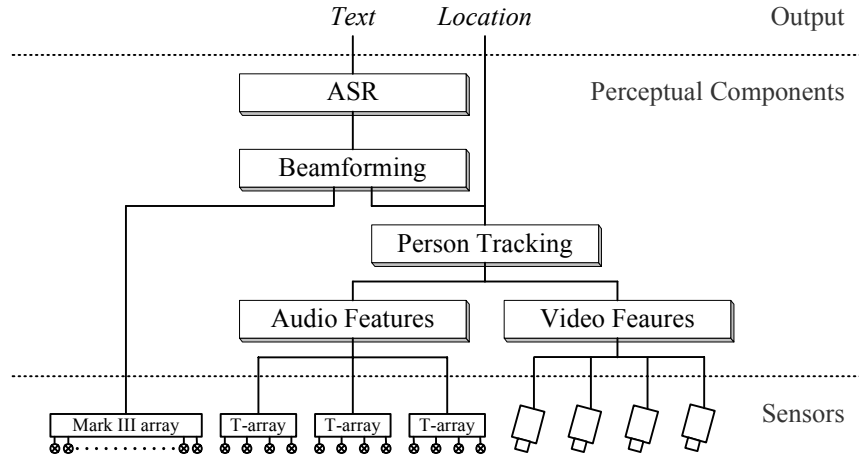 Text Location Output
ASR Perceptual Components
Beamforming
Person Tracking
Audio Features Video Feaures
Mark III array T-array T-array T-array Sensors